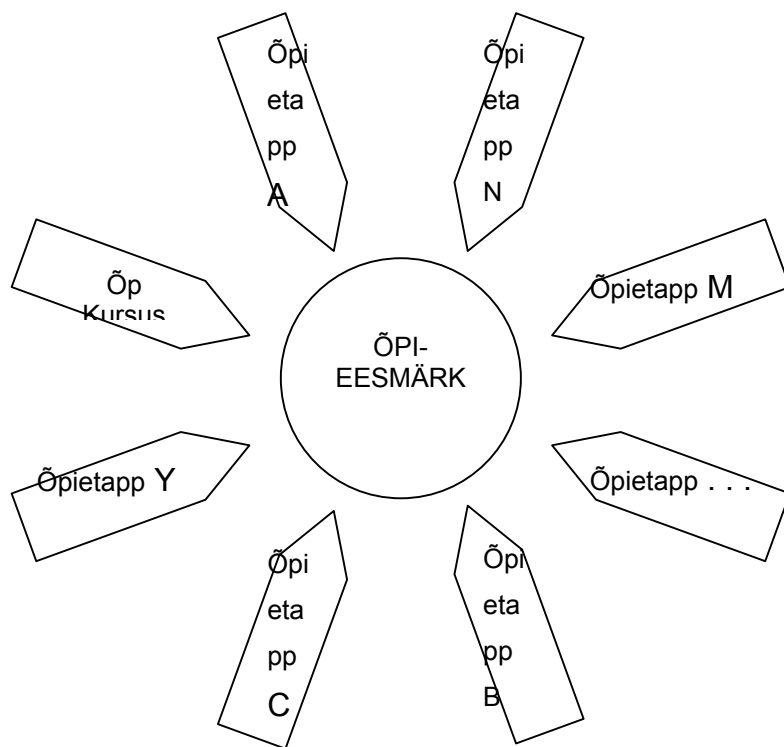 Õpi
eta
pp
A
Õpi
eta
pp
N
Õp
Kursus
Õpietapp M
ÕPI-
EESMÄRK
Õpietapp Y
Õpietapp . . .
Õpi
eta
pp
C
Õpi
eta
pp
B